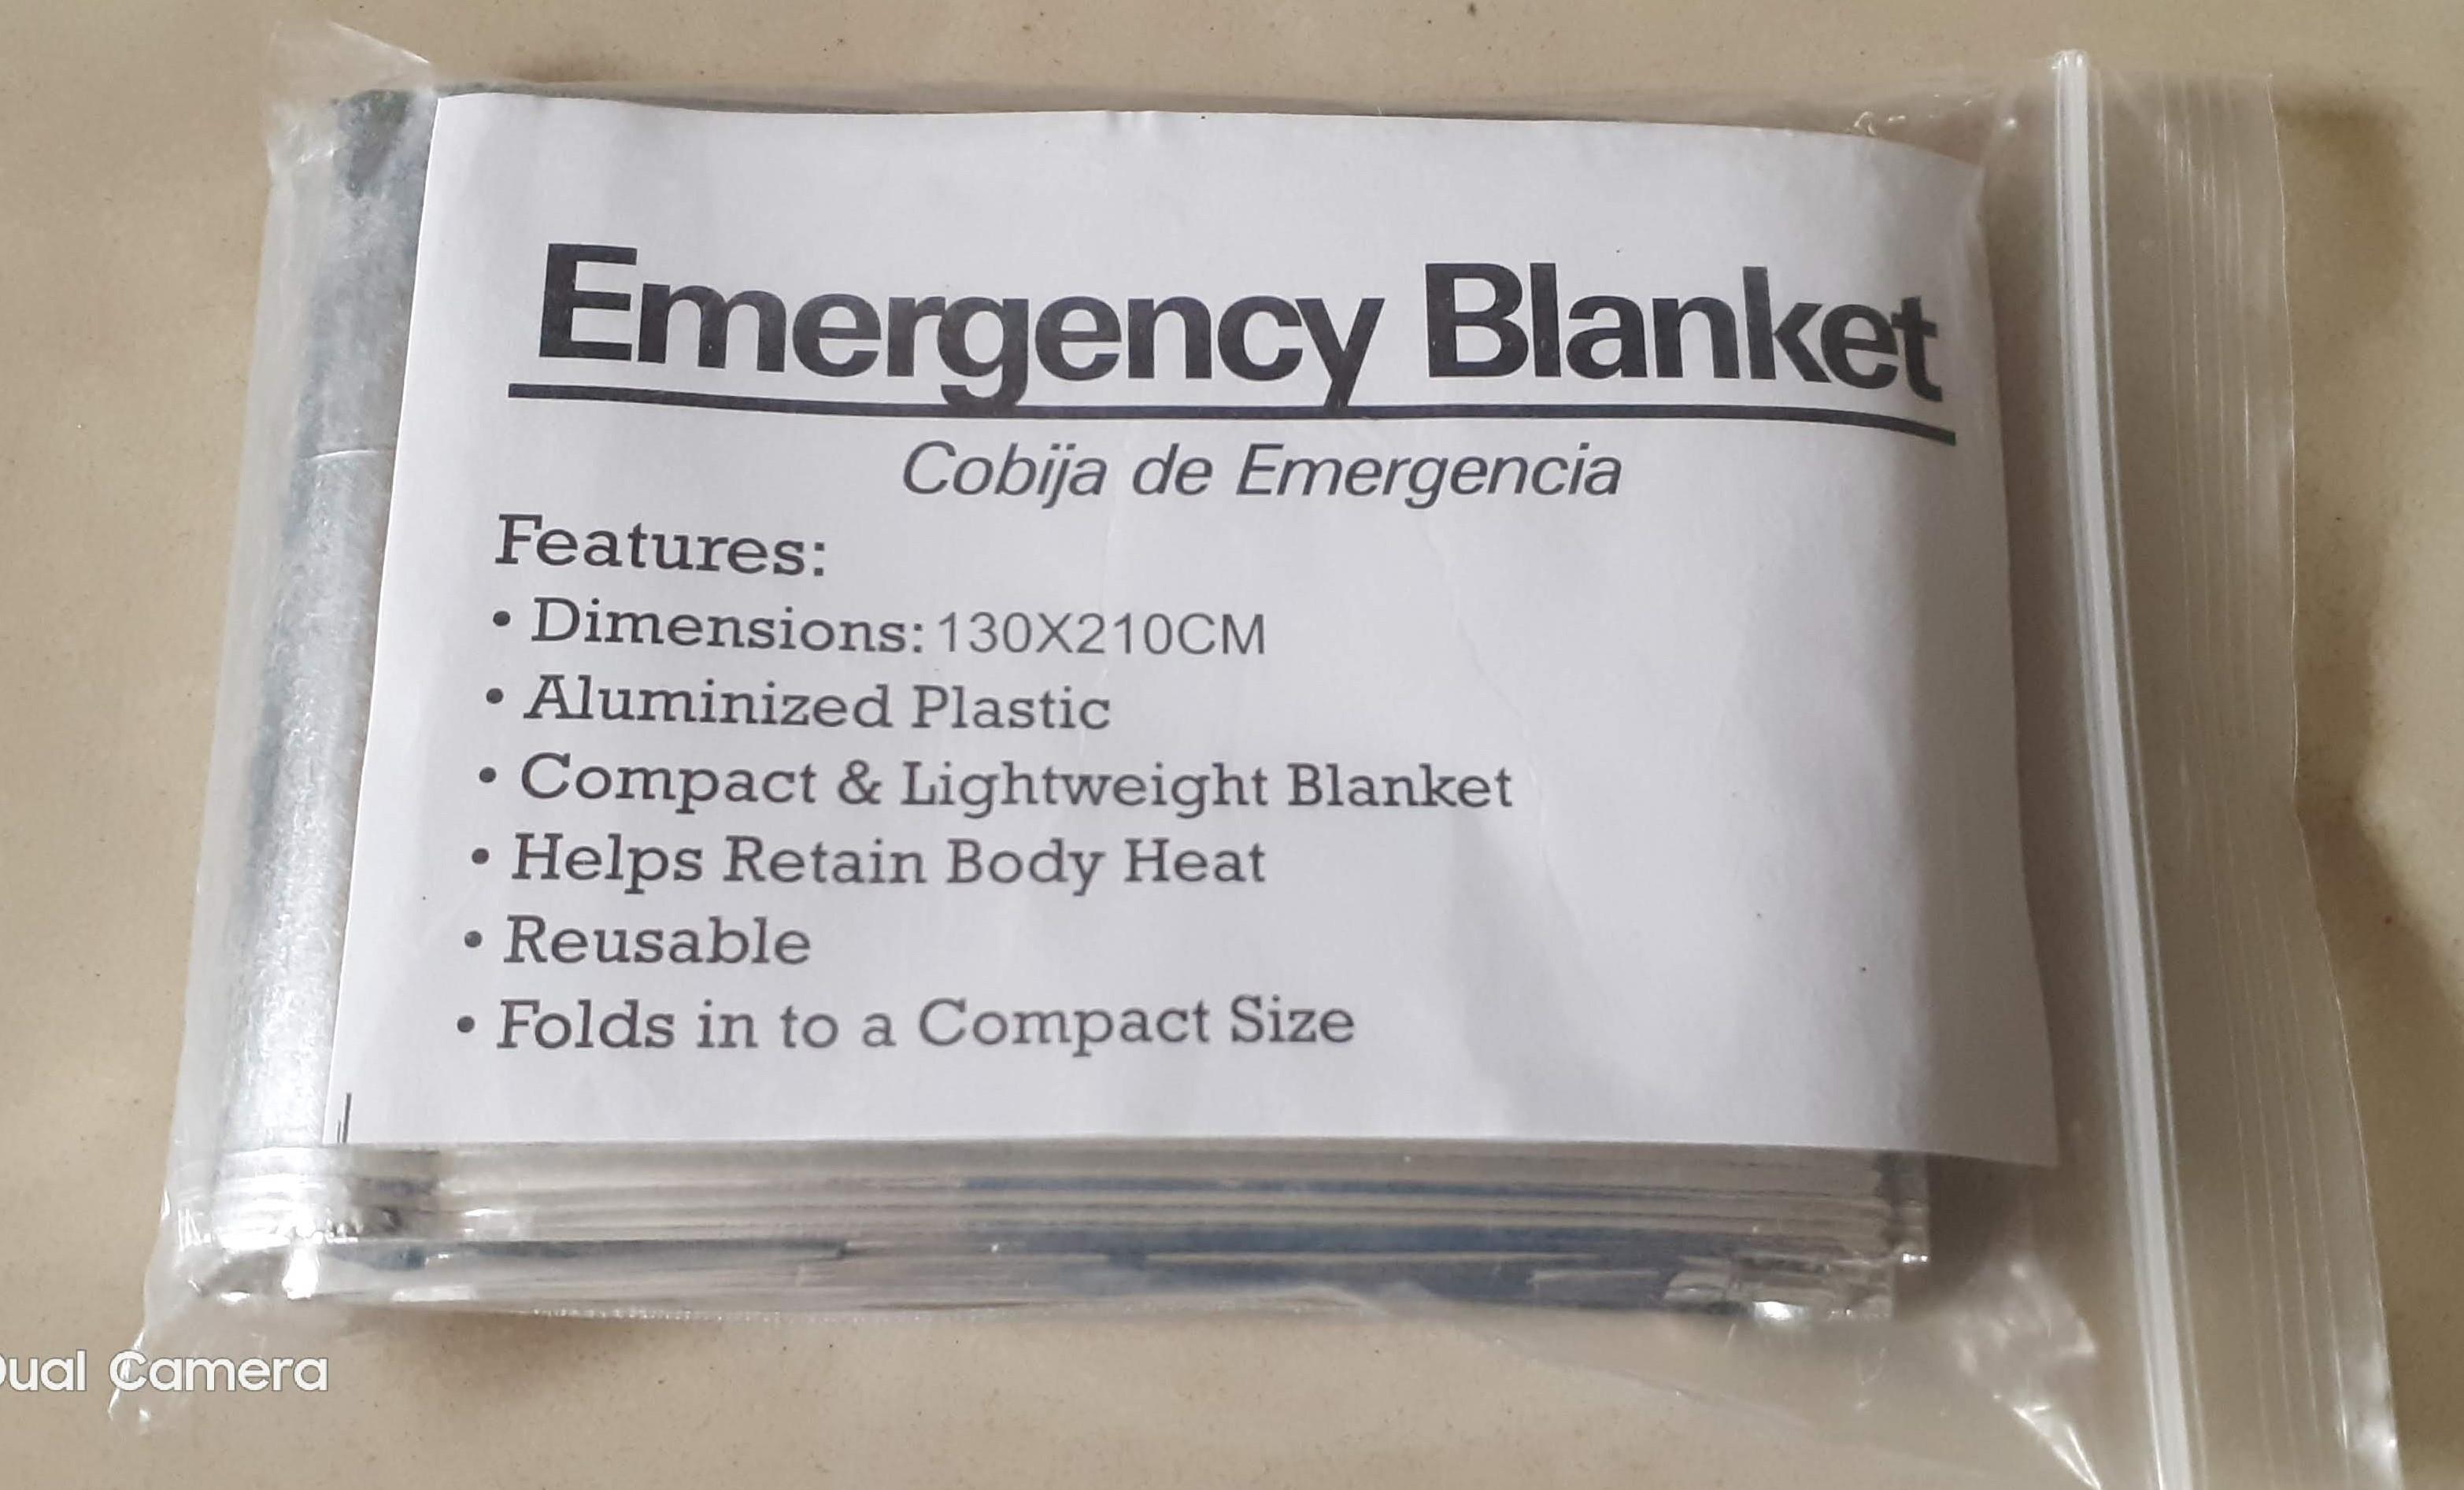 Emergency Blanket
Cobija de Emergencia
Features:
• Dimensions: 130X210CM
• Aluminized Plastic
• Compact & Lightweight Blanket
• Helps Retain Body Heat
• Reusable
• Folds in to a Compact Size
Dual Camera